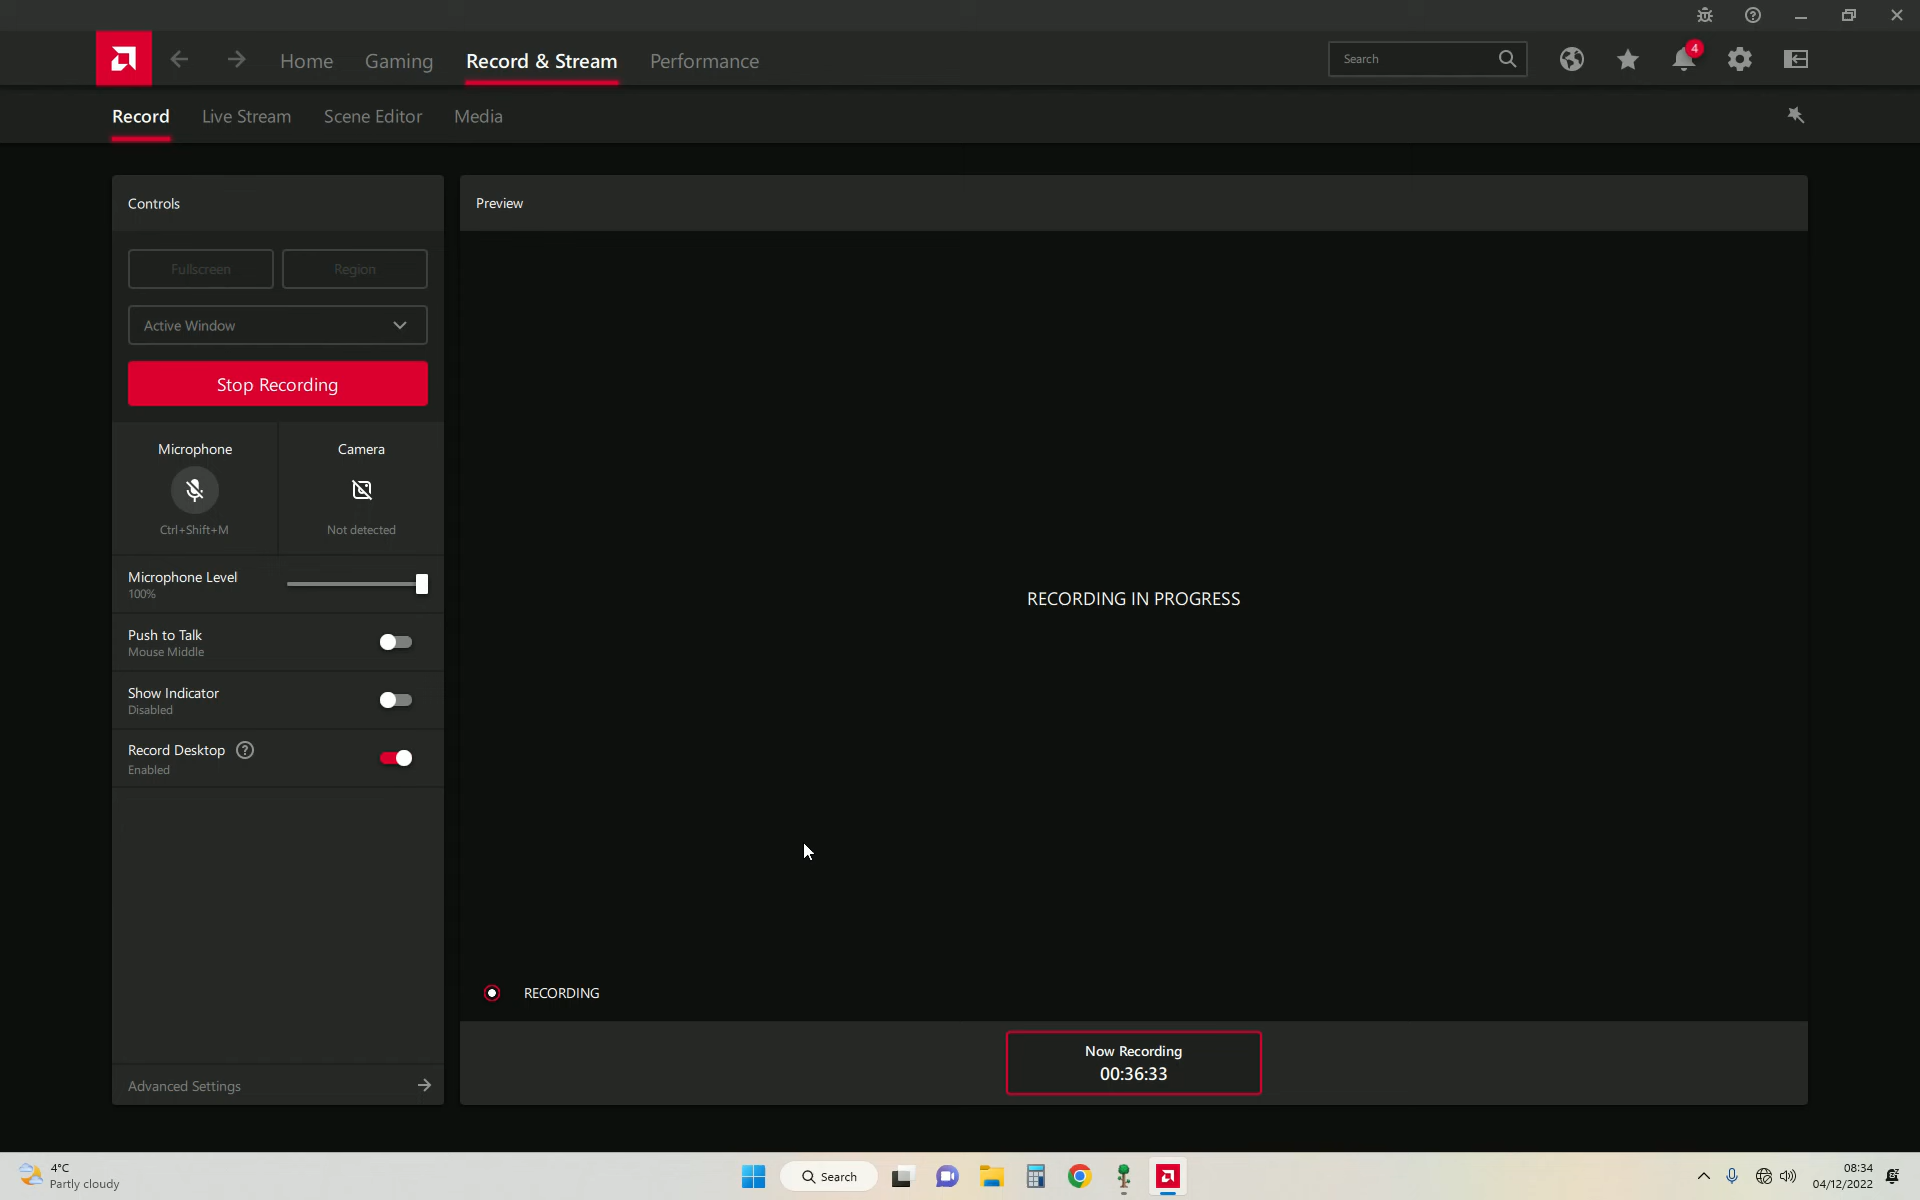 Home Gaming Record & Stream Performance
Search
4
Record Live Stream Scene Editor Media
Controls
Fullscreen Region
Active Window
Stop Recording
Microphone Camera
Ctrl+Shift+M Not detected
Microphone Level
100%
Push to Talk
Mouse Middle
Show Indicator
Disabled
Record Desktop ?
Enabled
Advanced Settings
Preview
RECORDING IN PROGRESS
RECORDING
Now Recording
00:36:33
4°C
Partly cloudy
Search
08:34
04/12/2022